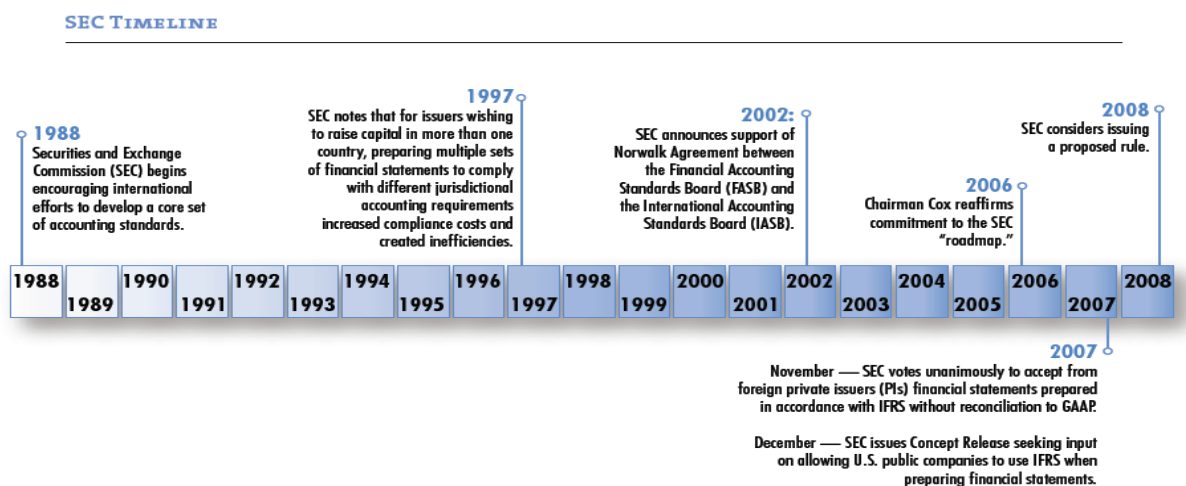 SEC TIMELINE
1988
Securities and Exchange
Commission (SEC) begins
encouraging international
efforts to develop a core set
of accounting standards.
1997
SEC notes that for issuers wishing
to raise capital in more than one
country, preparing multiple sets
of financial statements to comply
with different jurisdictional
accounting requirements
increased compliance costs and
created inefficiencies.
2002:
SEC announces support of
Norwalk Agreement between
the Financial Accounting
Standards Board (FASB) and
the International Accounting
Standards Board (IASB).
2006
Chairman Cox reaffirms
commitment to the SEC
“roadmap.”
2008
SEC considers issuing
a proposed rule.
1988
1989
1990
1991
1992
1993
1994
1995
1996
1997
1998
1999
2000
2001
2002
2003
2004
2005
2006
2007
2008
2007
November — SEC votes unanimously to accept from
foreign private issuers (PIs) financial statements prepared
in accordance with IFRS without reconciliation to GAAP.
December — SEC issues Concept Release seeking input
on allowing U.S. public companies to use IFRS when
preparing financial statements.